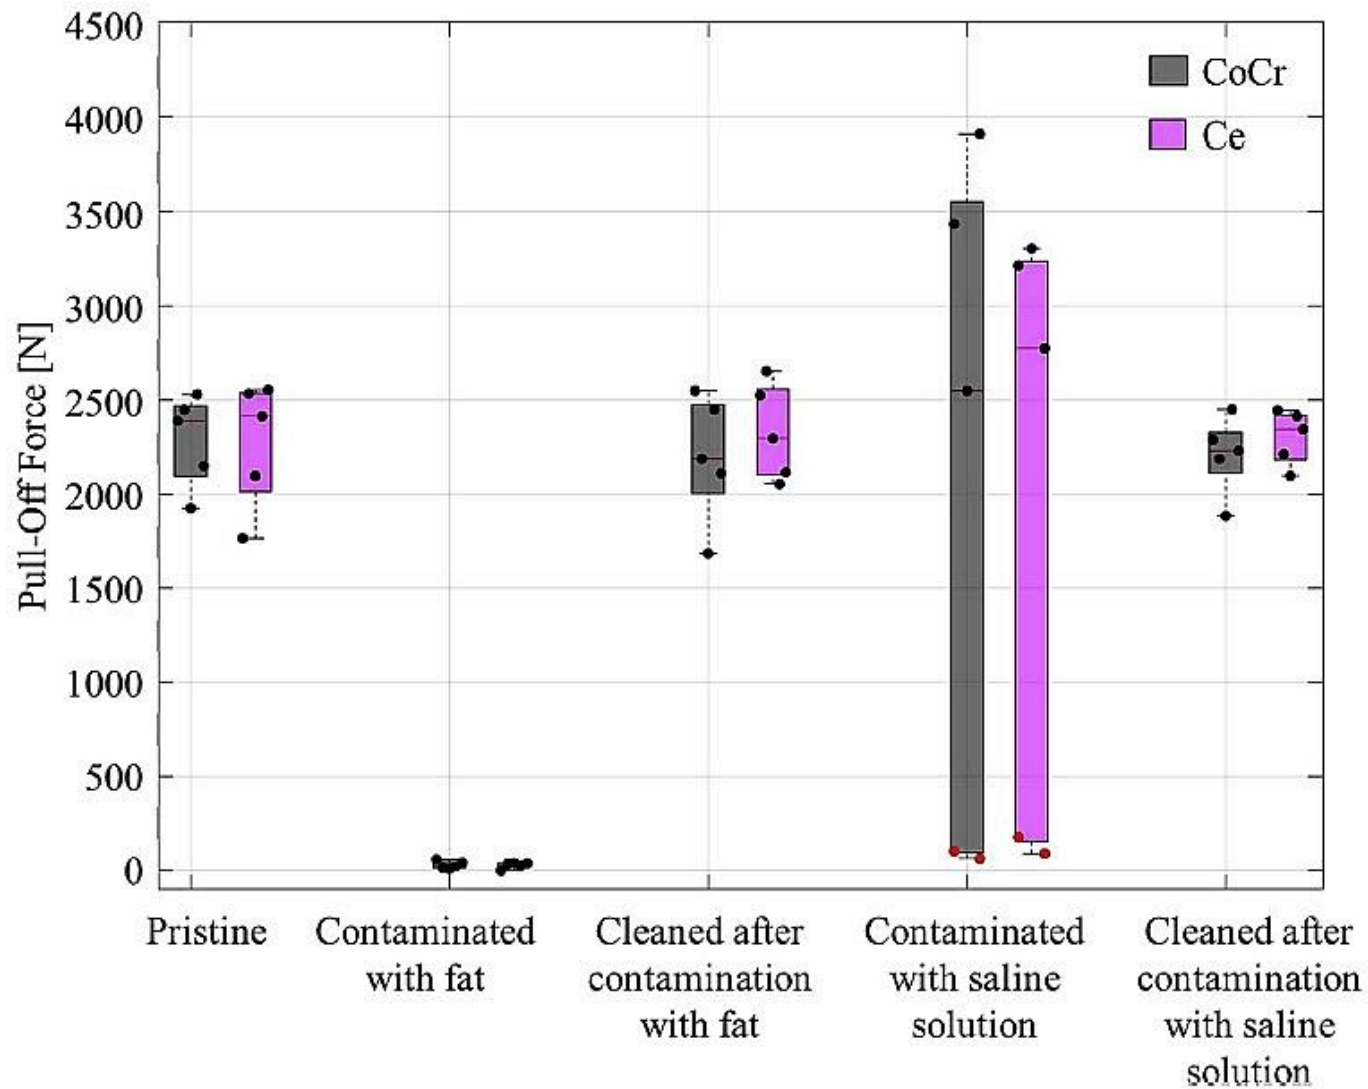 4500
4000
3500
3000
2500
2000
1500
1000
500
0
Pull-Off Force [N]
CoCr
Ce
Pristine
Contaminated
with fat
Cleaned after
contamination
with fat
Contaminated
with saline
solution
Cleaned after
contamination
with saline
solution